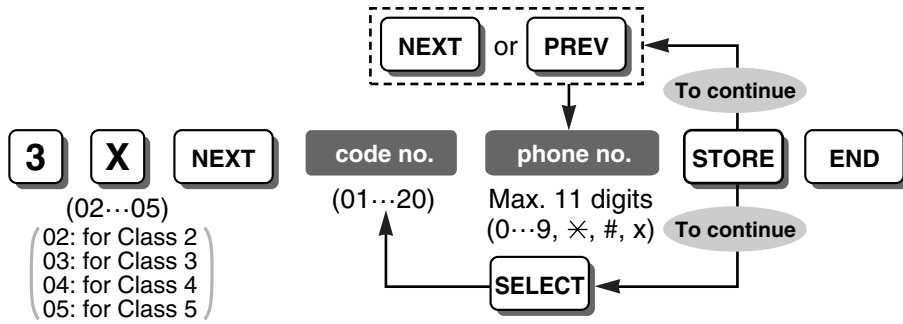 NEXT or PREV
To continue
3 X NEXT code no. phone no. STORE END
(02···05) (01···20) Max. 11 digits
(0···9, ✳, #, x)
To continue
02: for Class 2
03: for Class 3
04: for Class 4
05: for Class 5
SELECT